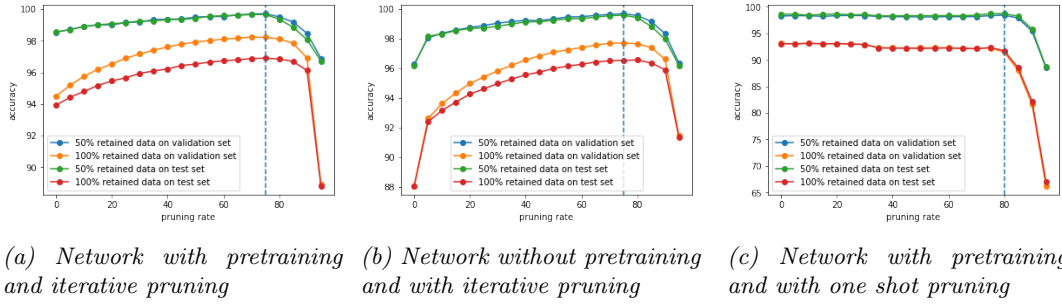 100
98
96
94
92
90
accuracy
0
20
40
60
80
pruning rate
50% retained data on validation set
100% retained data on validation set
50% retained data on test set
100% retained data on test set
100
98
96
94
92
90
88
accuracy
0
20
40
60
80
pruning rate
50% retained data on validation set
100% retained data on validation set
50% retained data on test set
100% retained data on test set
100
95
90
85
80
75
70
65
accuracy
0
20
40
60
80
pruning rate
50% retained data on validation set
100% retained data on validation set
50% retained data on test set
100% retained data on test set
(a) Network with pretraining
and iterative pruning
(b) Network without pretraining
and with iterative pruning
(c) Network with pretraining
and with one shot pruning